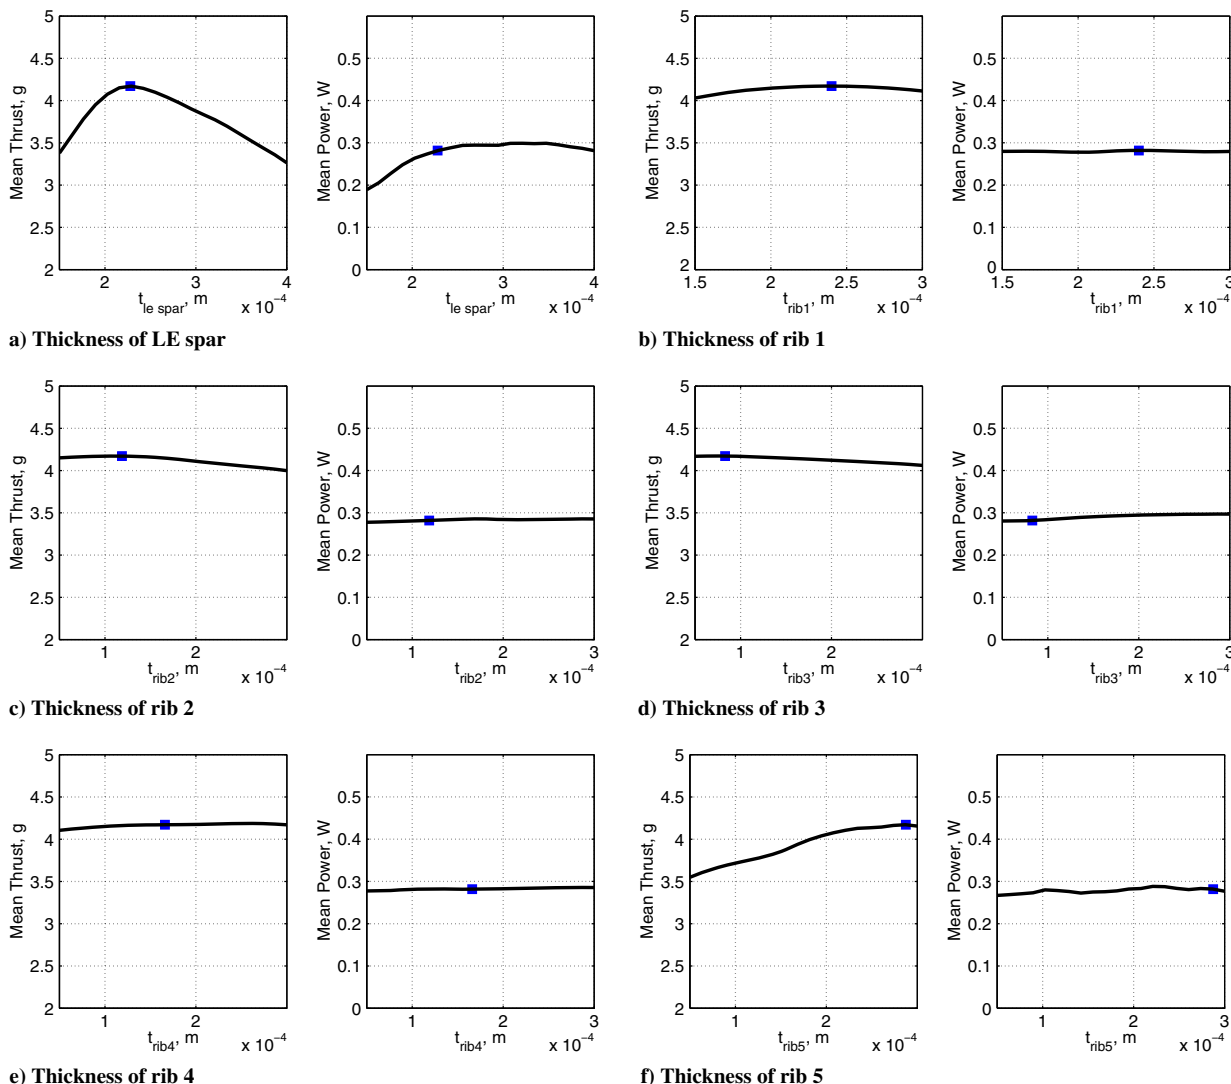 5
4.5
4
3.5
3
2.5
2
Mean Thrust, g
2 3 4
t_le spar, m x 10^-4
0.5
0.4
0.3
0.2
0.1
0
Mean Power, W
2 3 4
t_le spar, m x 10^-4
a) Thickness of LE spar
5
4.5
4
3.5
3
2.5
2
Mean Thrust, g
1.5 2 2.5 3
t_rib1, m x 10^-4
0.5
0.4
0.3
0.2
0.1
0
Mean Power, W
1.5 2 2.5 3
t_rib1, m x 10^-4
b) Thickness of rib 1
5
4.5
4
3.5
3
2.5
2
Mean Thrust, g
1 2
t_rib2, m x 10^-4
0.5
0.4
0.3
0.2
0.1
0
Mean Power, W
1 2 3
t_rib2, m x 10^-4
c) Thickness of rib 2
5
4.5
4
3.5
3
2.5
2
Mean Thrust, g
1 2
t_rib3, m x 10^-4
0.5
0.4
0.3
0.2
0.1
0
Mean Power, W
1 2 3
t_rib3, m x 10^-4
d) Thickness of rib 3
5
4.5
4
3.5
3
2.5
2
Mean Thrust, g
1 2
t_rib4, m x 10^-4
0.5
0.4
0.3
0.2
0.1
0
Mean Power, W
1 2 3
t_rib4, m x 10^-4
e) Thickness of rib 4
5
4.5
4
3.5
3
2.5
2
Mean Thrust, g
1 2
t_rib5, m x 10^-4
0.5
0.4
0.3
0.2
0.1
0
Mean Power, W
1 2 3
t_rib5, m x 10^-4
f) Thickness of rib 5